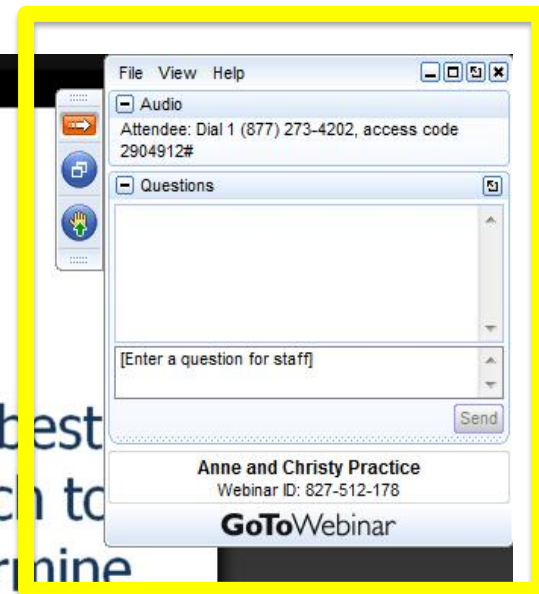 File View Help
Audio
Attendee: Dial 1 (877) 273-4202, access code
2904912#
Questions
[Enter a question for staff]
Send
Anne and Christy Practice
Webinar ID: 827-512-178
GoToWebinar
best
ch to
rmine